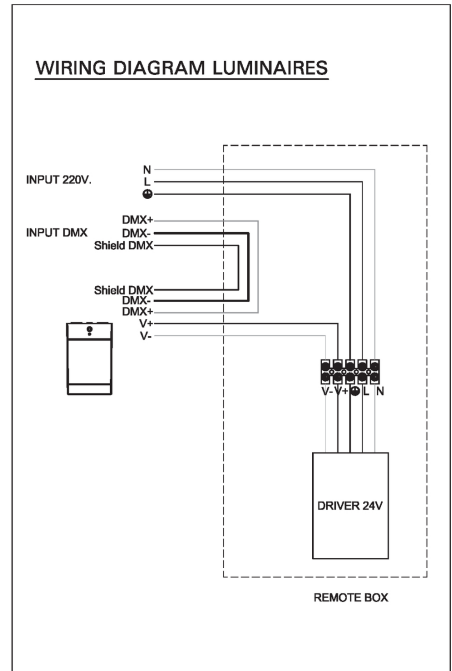 WIRING DIAGRAM LUMINAIRES
N
INPUT 220V.
L
DMX+
INPUT DMX
DMX-
Shield DMX
Shield DMX
DMX-
DMX+
V+
V-
V- V+ L N
DRIVER 24V
REMOTE BOX